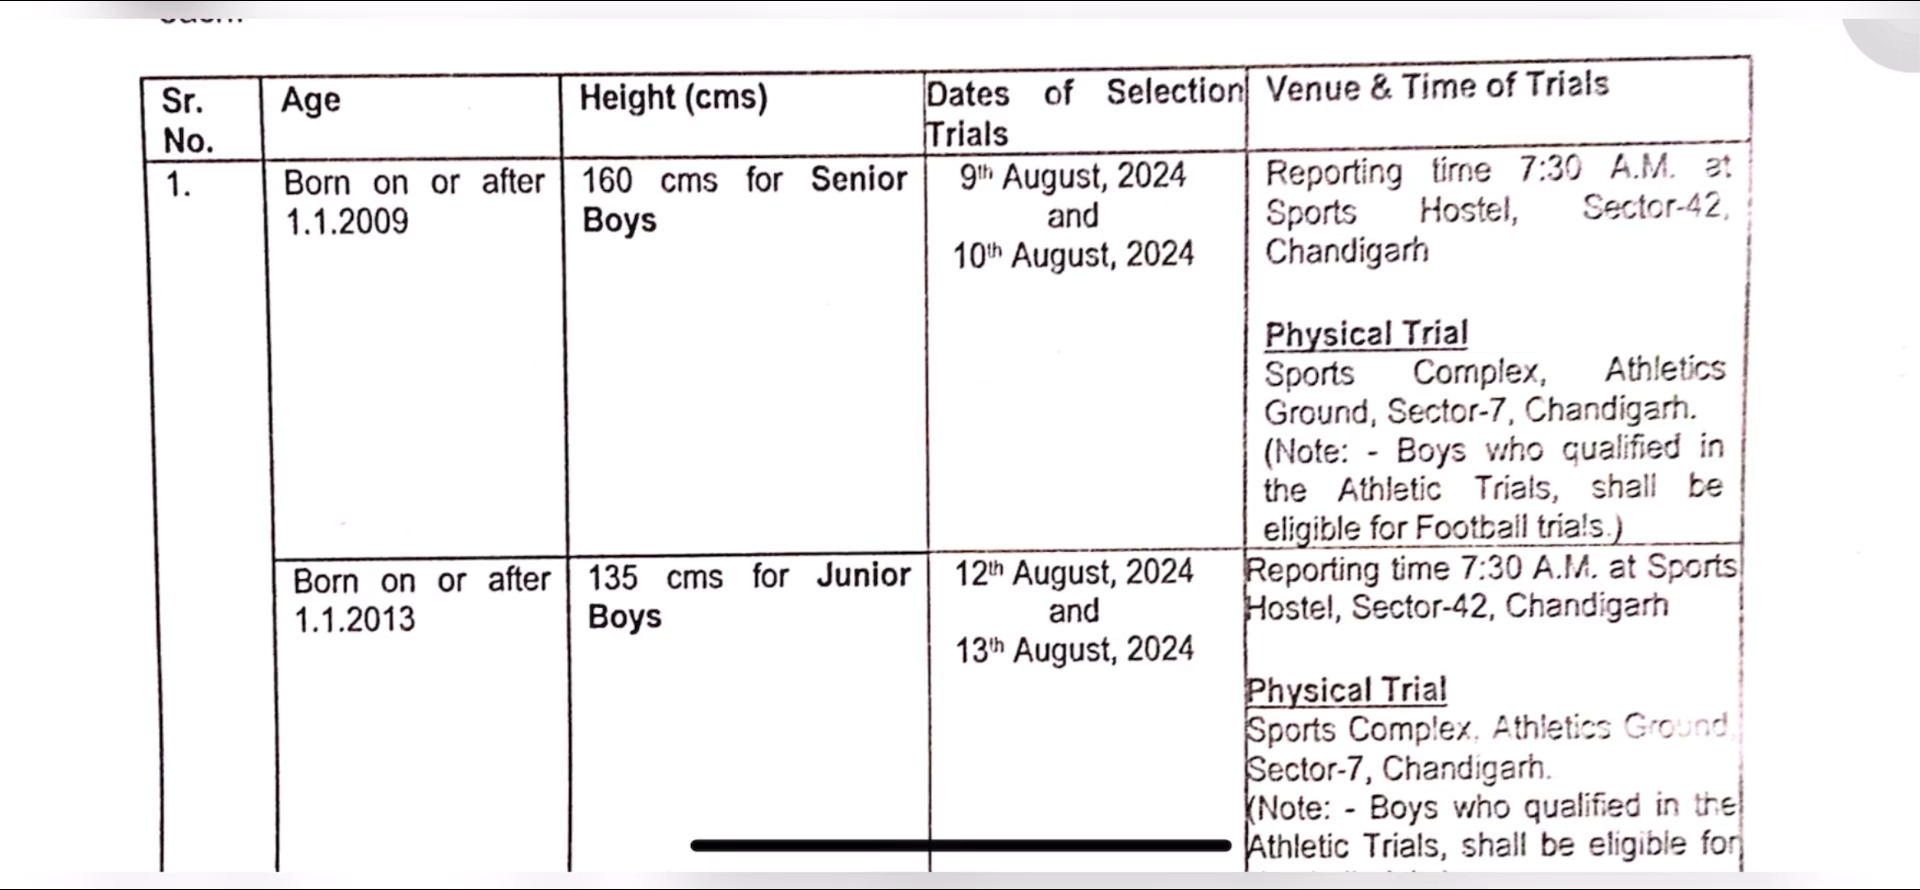 Sr.
No.
Age
Height (cms)
Dates of Selection
Trials
Venue & Time of Trials
1.
Born on or after
1.1.2009
160 cms for Senior
Boys
9th August, 2024
and
10th August, 2024
Reporting time 7:30 A.M. at
Sports Hostel, Sector-42,
Chandigarh
Physical Trial
Sports Complex, Athletics
Ground, Sector-7, Chandigarh.
(Note: - Boys who qualified in
the Athletic Trials, shall be
eligible for Football trials.)
Born on or after
1.1.2013
135 cms for Junior
Boys
12th August, 2024
and
13th August, 2024
Reporting time 7:30 A.M. at Sports
Hostel, Sector-42, Chandigarh
Physical Trial
Sports Complex, Athletics Ground,
Sector-7, Chandigarh.
(Note: - Boys who qualified in the
Athletic Trials, shall be eligible for